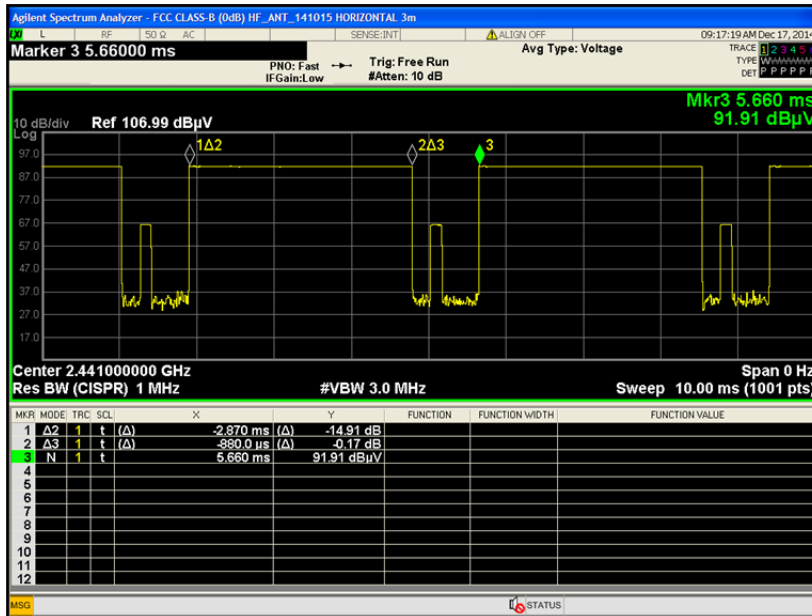 Agilent Spectrum Analyzer - FCC CLASS-B (0dB) HF_ANT_141015 HORIZONTAL 3m
LXI L RF 50 Ω AC SENSE:INT ALIGN OFF 09:17:19 AM Dec 17, 2014
Marker 3 5.66000 ms
PNO: Fast
IFGain:Low
Trig: Free Run
#Atten: 10 dB
Avg Type: Voltage
TRACE 1 2 3 4 5
TYPE W
DET P P P P P
Mkr3 5.660 ms
91.91 dBµV
10 dB/div Ref 106.99 dBµV
Log
97.0
87.0
77.0
67.0
57.0
47.0
37.0
27.0
17.0
1Δ2
2Δ3
3
Center 2.441000000 GHz Span 0 Hz
Res BW (CISPR) 1 MHz #VBW 3.0 MHz Sweep 10.00 ms (1001 pts)
MKR MODE TRC SCL X Y FUNCTION FUNCTION WIDTH FUNCTION VALUE
1 Δ2 1 t (Δ) -2.870 ms (Δ) -14.91 dB
2 Δ3 1 t (Δ) -880.0 µs (Δ) -0.17 dB
3 N 1 t 5.660 ms 91.91 dBµV
4
5
6
7
8
9
10
11
12
MSG STATUS